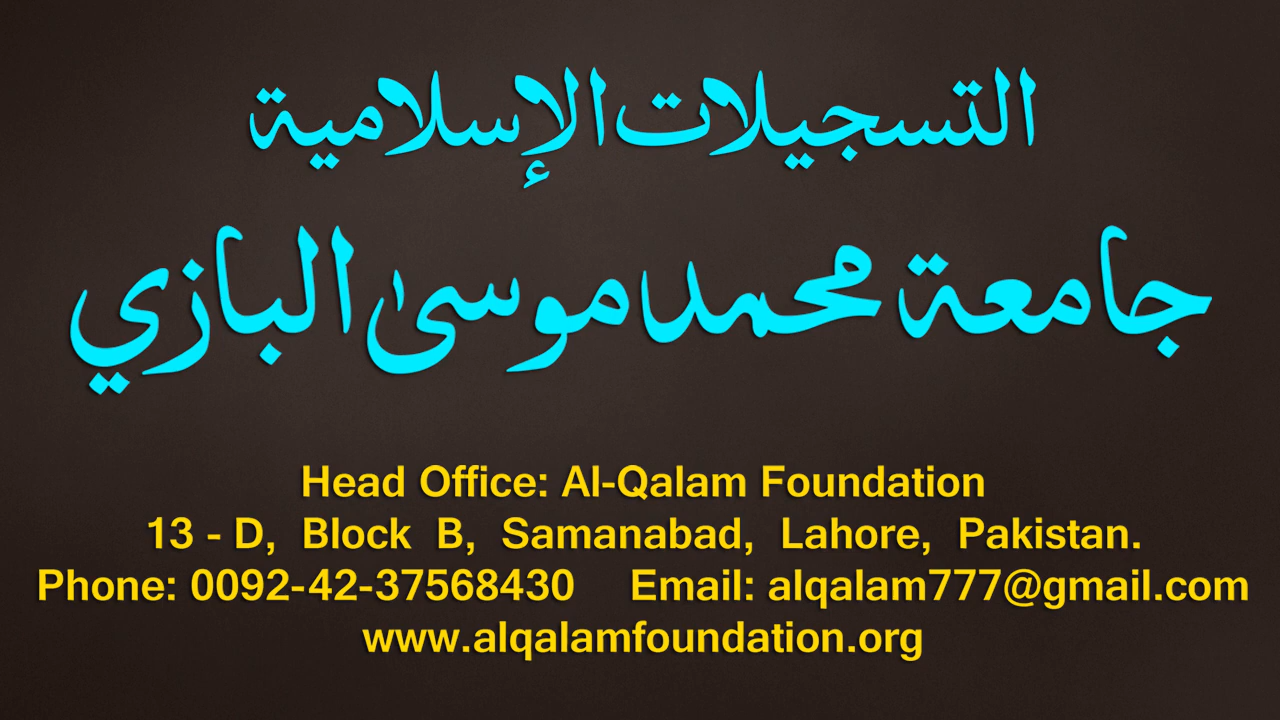 التسجيلات الإسلامية
جامعة محمد موسىٰ البازي
Head Office: Al-Qalam Foundation
13 - D, Block B, Samanabad, Lahore, Pakistan.
Phone: 0092-42-37568430 Email: alqalam777@gmail.com
www.alqalamfoundation.org